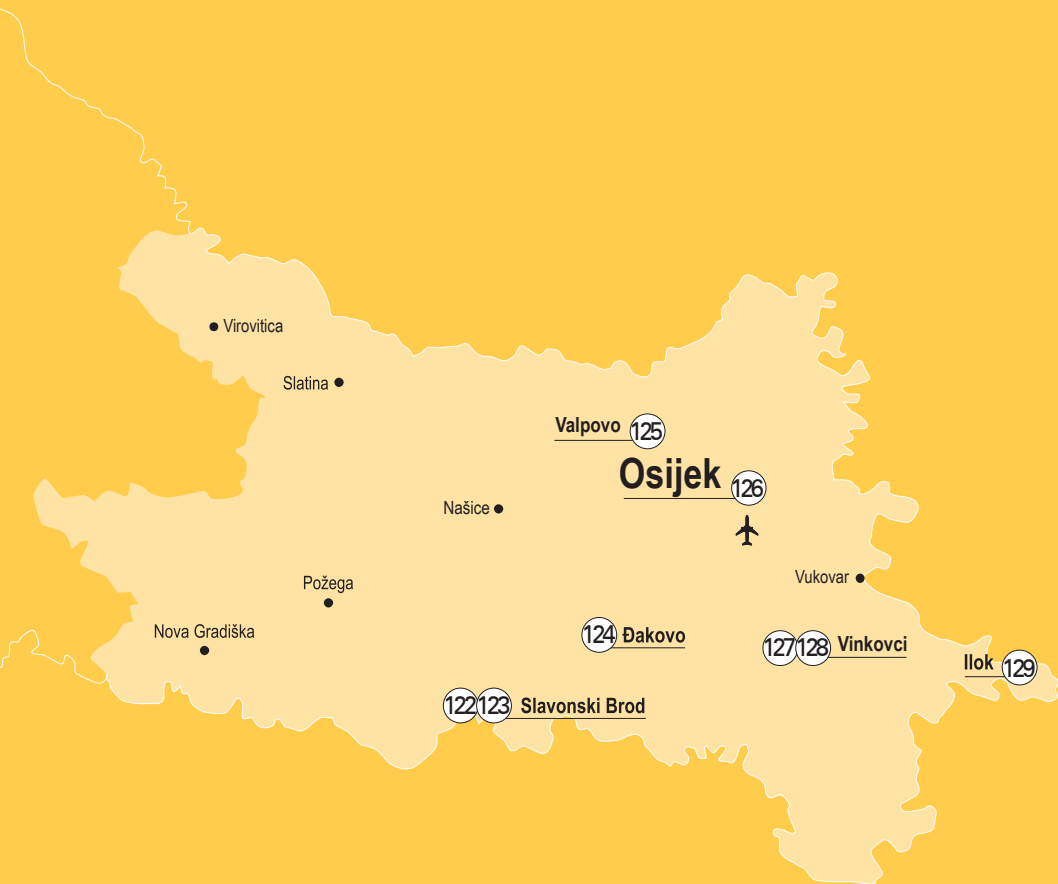 Virovitica
Slatina
Valpovo 125
Osijek 126
Našice
Vukovar
Požega
Nova Gradiška
124 Đakovo
127 128 Vinkovci
Ilok 129
122 123 Slavonski Brod